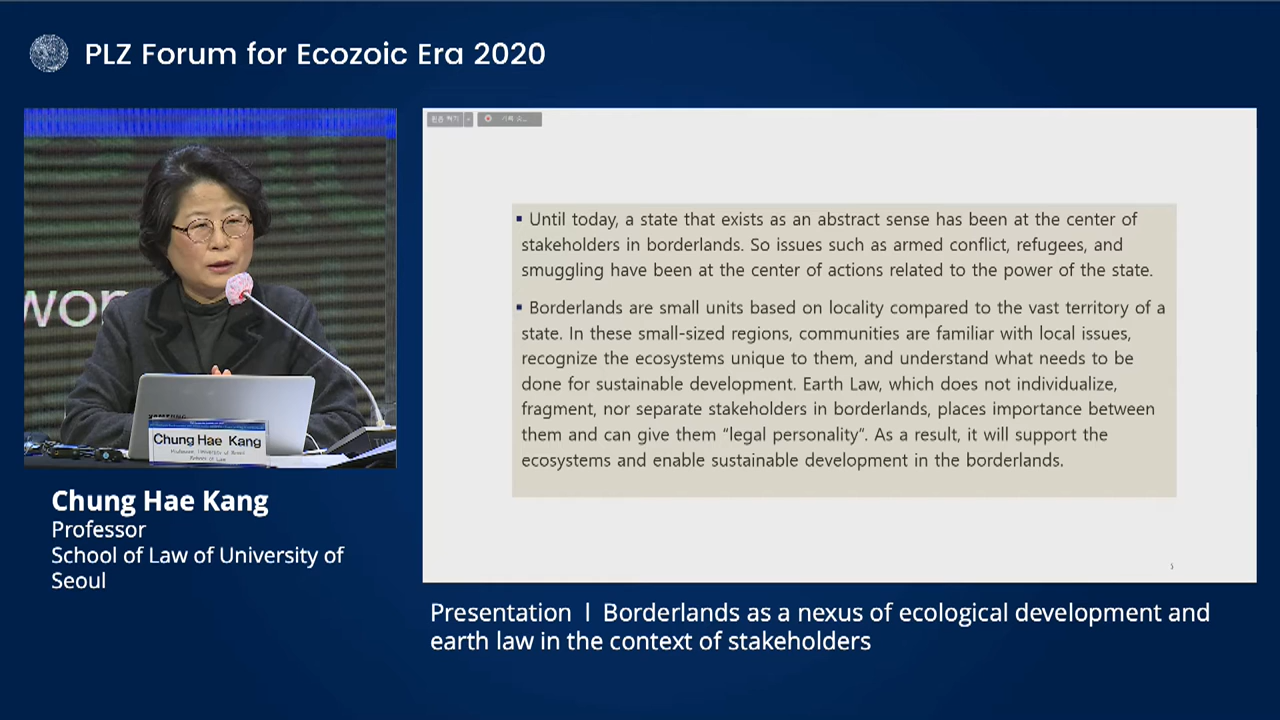 PLZ Forum for Ecozoic Era 2020
Until today, a state that exists as an abstract sense has been at the center of
stakeholders in borderlands. So issues such as armed conflict, refugees, and
smuggling have been at the center of actions related to the power of the state.
Borderlands are small units based on locality compared to the vast territory of a
state. In these small-sized regions, communities are familiar with local issues,
recognize the ecosystems unique to them, and understand what needs to be
done for sustainable development. Earth Law, which does not individualize,
fragment, nor separate stakeholders in borderlands, places importance between
them and can give them “legal personality”. As a result, it will support the
ecosystems and enable sustainable development in the borderlands.
wor
SAMSUNG
Chung Hae Kang
Chung Hae Kang
Professor
School of Law of University of
Seoul
Presentation l Borderlands as a nexus of ecological development and
earth law in the context of stakeholders